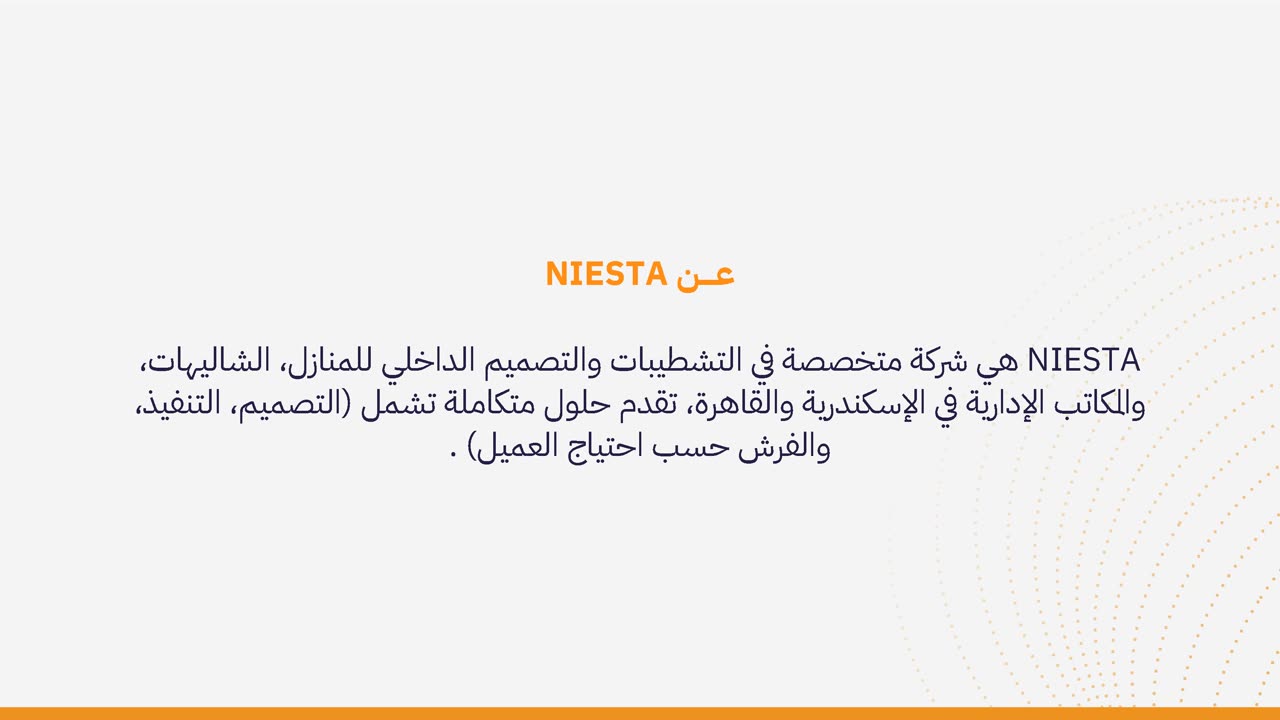 عـــن NIESTA
NIESTA هي شركة متخصصة في التشطيبات والتصميم الداخلي للمنازل، الشاليهات،
والمكاتب الإدارية في الإسكندرية والقاهرة، تقدم حلول متكاملة تشمل (التصميم، التنفيذ،
والفرش حسب احتياج العميل) .